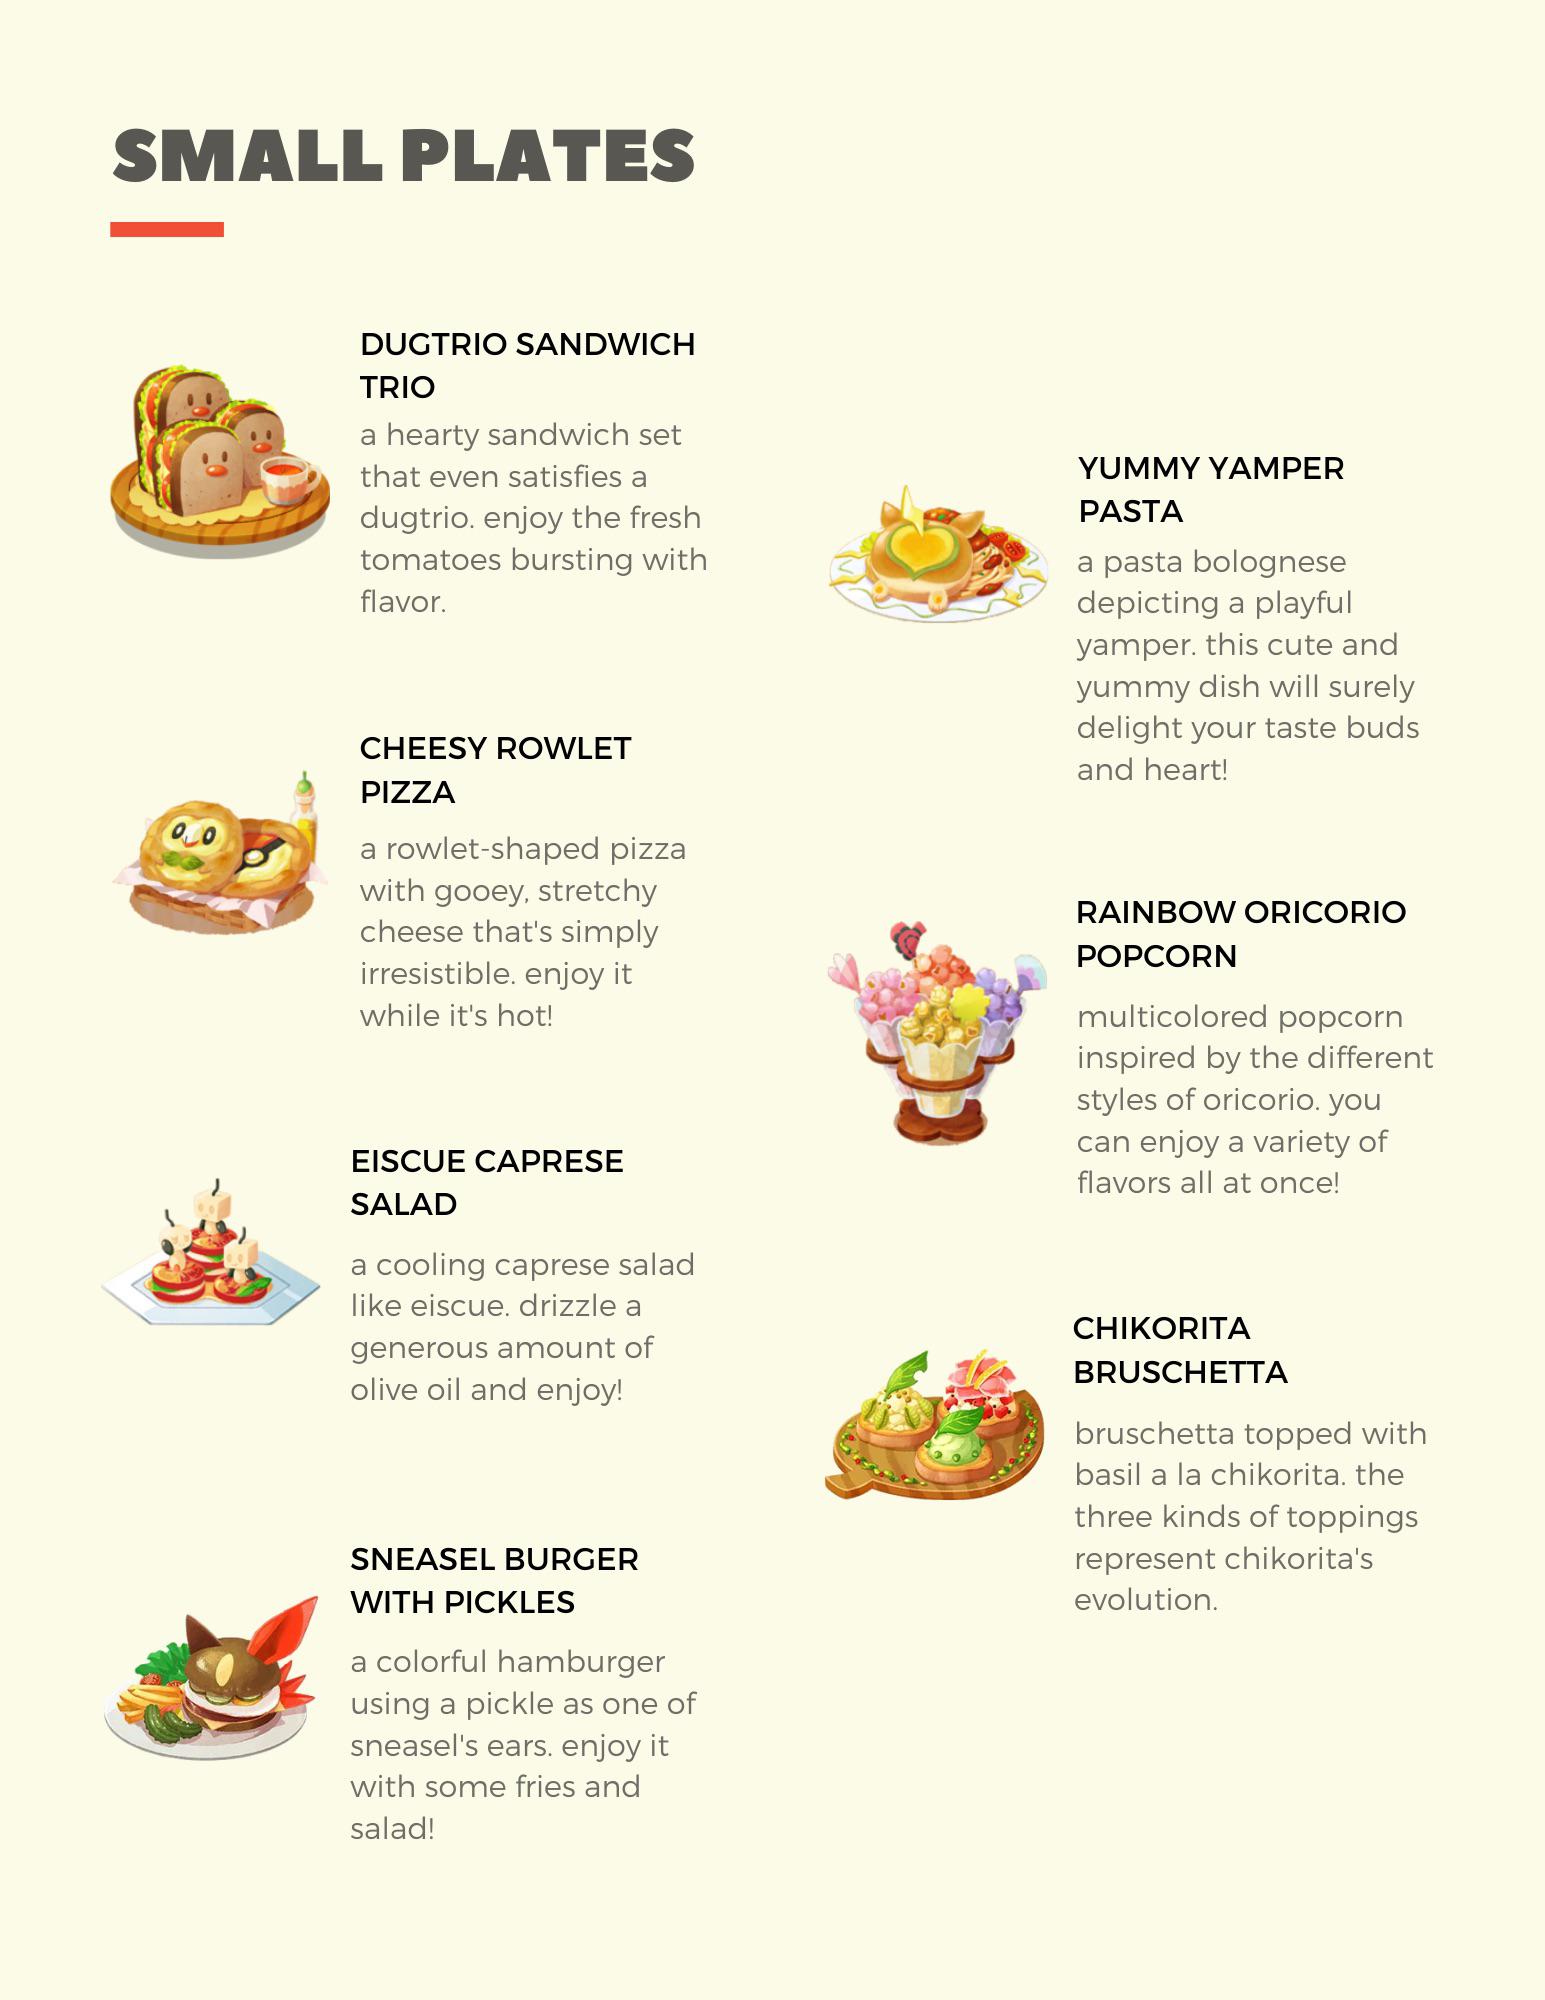 SMALL PLATES
DUGTRIO SANDWICH
TRIO
a hearty sandwich set
that even satisfies a
dugtrio. enjoy the fresh
tomatoes bursting with
flavor.
CHEESY ROWLET
PIZZA
a rowlet-shaped pizza
with gooey, stretchy
cheese that's simply
irresistible. enjoy it
while it's hot!
EISCUE CAPRESE
SALAD
a cooling caprese salad
like eiscue. drizzle a
generous amount of
olive oil and enjoy!
SNEASEL BURGER
WITH PICKLES
a colorful hamburger
using a pickle as one of
sneasel's ears. enjoy it
with some fries and
salad!
YUMMY YAMPER
PASTA
a pasta bolognese
depicting a playful
yamper. this cute and
yummy dish will surely
delight your taste buds
and heart!
RAINBOW ORICORIO
POPCORN
multicolored popcorn
inspired by the different
styles of oricorio. you
can enjoy a variety of
flavors all at once!
CHIKORITA
BRUSCHETTA
bruschetta topped with
basil a la chikorita. the
three kinds of toppings
represent chikorita's
evolution.